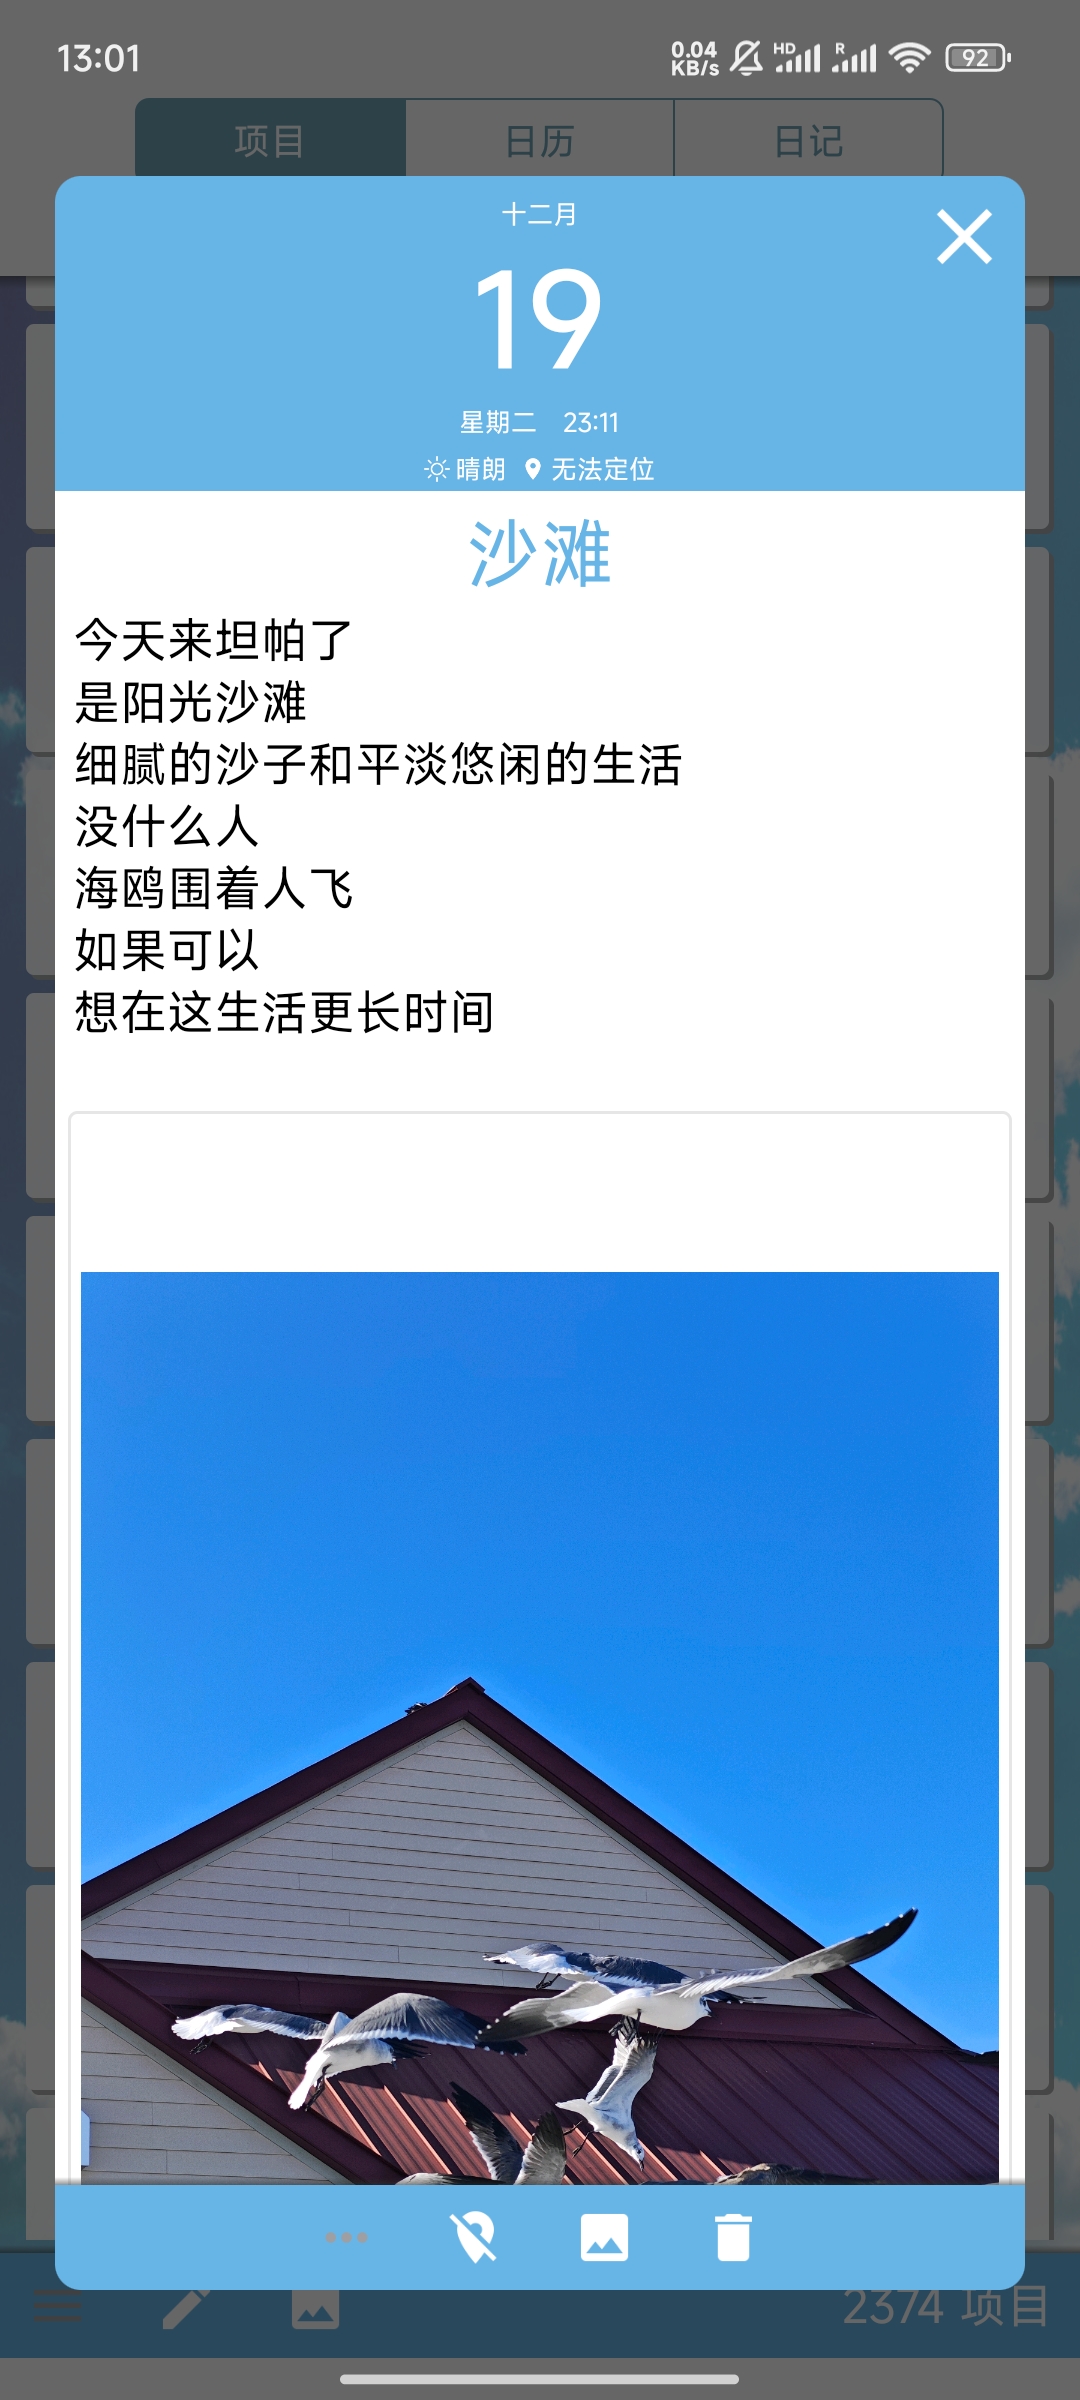 13:01
0.04
KB/s
HD
R
92
项目
日历
日记
十二月
19
星期二 23:11
晴朗 无法定位
沙滩
今天来坦帕了
是阳光沙滩
细腻的沙子和平淡悠闲的生活
没什么人
海鸥围着人飞
如果可以
想在这生活更长时间
2374 项目